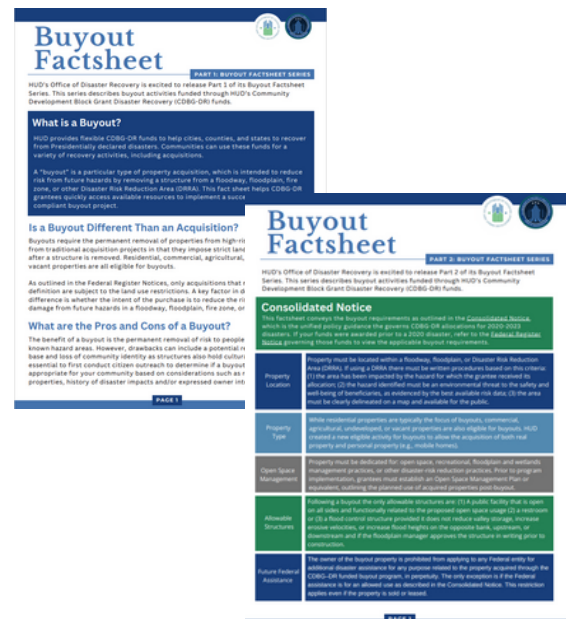 Buyout
Factsheet
PART 1: BUYOUT FACTSHEET SERIES
HUD's Office of Disaster Recovery is excited to release Part 1 of its Buyout Factsheet
Series. This series describes buyout activities funded through HUD's Community
Development Block Grant Disaster Recovery (CDBG-DR) funds.
What is a Buyout?
HUD provides flexible CDBG-DR funds to help cities, counties, and states to recover
from Presidentially declared disasters. Communities can use these funds for a
variety of recovery activities, including acquisitions.
A "buyout" is a particular type of property acquisition, which is intended to reduce
risk from future hazards by removing a structure from a floodway, floodplain, fire
zone, or other Disaster Risk Reduction Area (DRRA). This fact sheet helps CDBG-DR
grantees quickly access available resources to implement a succe
compliant buyout project.
Is a Buyout Different Than an Acquisition?
Buyouts require the permanent removal of properties from high-ri
from traditional acquisition projects in that they impose strict lan
after a structure is removed. Residential, commercial, agricultural,
vacant properties are all eligible for buyouts.
As outlined in the Federal Register Notices, only acquisitions that
definition are subject to the land use restrictions. A key factor in d
difference is whether the intent of the purchase is to reduce the ri
damage from future hazards in a floodway, floodplain, fire zone, or
What are the Pros and Cons of a Buyout?
The benefit of a buyout is the permanent removal of risk to people
known hazard areas. However, drawbacks can include a potential r
base and loss of community identity as structures also hold cultur
essential to first conduct citizen outreach to determine if a buyout
appropriate for your community based on considerations such as
properties, history of disaster impacts and/or expressed owner int
PAGE 1
Buyout
Factsheet
PART 2: BUYOUT FACTSHEET SERIES
HUD's Office of Disaster Recovery is excited to release Part 2 of its Buyout Factsheet
Series. This series describes buyout activities funded through HUD's Community
Development Block Grant Disaster Recovery (CDBG-DR) funds.
Consolidated Notice
This factsheet conveys the buyout requirements as outlined in the Consolidated Notice,
which is the unified policy guidance the governs CDBG-DR allocations for 2020-2023
disasters. If your funds were awarded prior to a 2020 disaster, refer to the Federal Register
Notice governing those funds to view the applicable buyout requirements.
Property
Location
Property must be located within a floodway, floodplain, or Disaster Risk Reduction
Area (DRRA). If using a DRRA there must be written procedures based on this criteria:
(1) the area has been impacted by the hazard for which the grantee received its
allocation; (2) the hazard identified must be an environmental threat to the safety and
well-being of beneficiaries, as evidenced by the best available risk data; (3) the area
must be clearly delineated on a map and available for the public.
Property
Type
While residential properties are typically the focus of buyouts, commercial,
agricultural, undeveloped, or vacant properties are also eligible for buyouts. HUD
created a new eligible activity for buyouts to allow the acquisition of both real
property and personal property (e.g., mobile homes).
Open Space
Management
Property must be dedicated for: open space, recreational, floodplain and wetlands
management practices, or other disaster-risk reduction practices. Prior to program
implementation, grantees must establish an Open Space Management Plan or
equivalent, outlining the planned use of acquired properties post-buyout.
Allowable
Structures
Following a buyout the only allowable structures are: (1) A public facility that is open
on all sides and functionally related to the proposed open space usage (2) a restroom
or (3) a flood control structure provided it does not reduce valley storage, increase
erosive velocities, or increase flood heights on the opposite bank, upstream, or
downstream and if the floodplain manager approves the structure in writing prior to
construction.
Future Federal
Assistance
The owner of the buyout property is prohibited from applying to any Federal entity for
additional disaster assistance for any purpose related to the property acquired through the
CDBG–DR funded buyout program, in perpetuity. The only exception is if the Federal
assistance is for an allowed use as described in the Consolidated Notice. This restriction
applies even if the property is sold or leased.